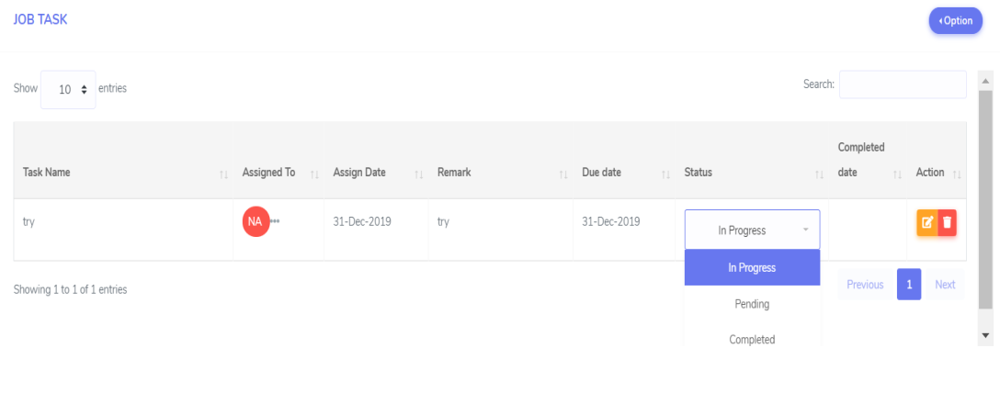 JOB TASK
Option
Show 10 entries
Search:
Task Name Assigned To Assign Date Remark Due date Status Completed date Action
try NA 31-Dec-2019 try 31-Dec-2019 In Progress
In Progress
Pending
Completed
Showing 1 to 1 of 1 entries
Previous 1 Next